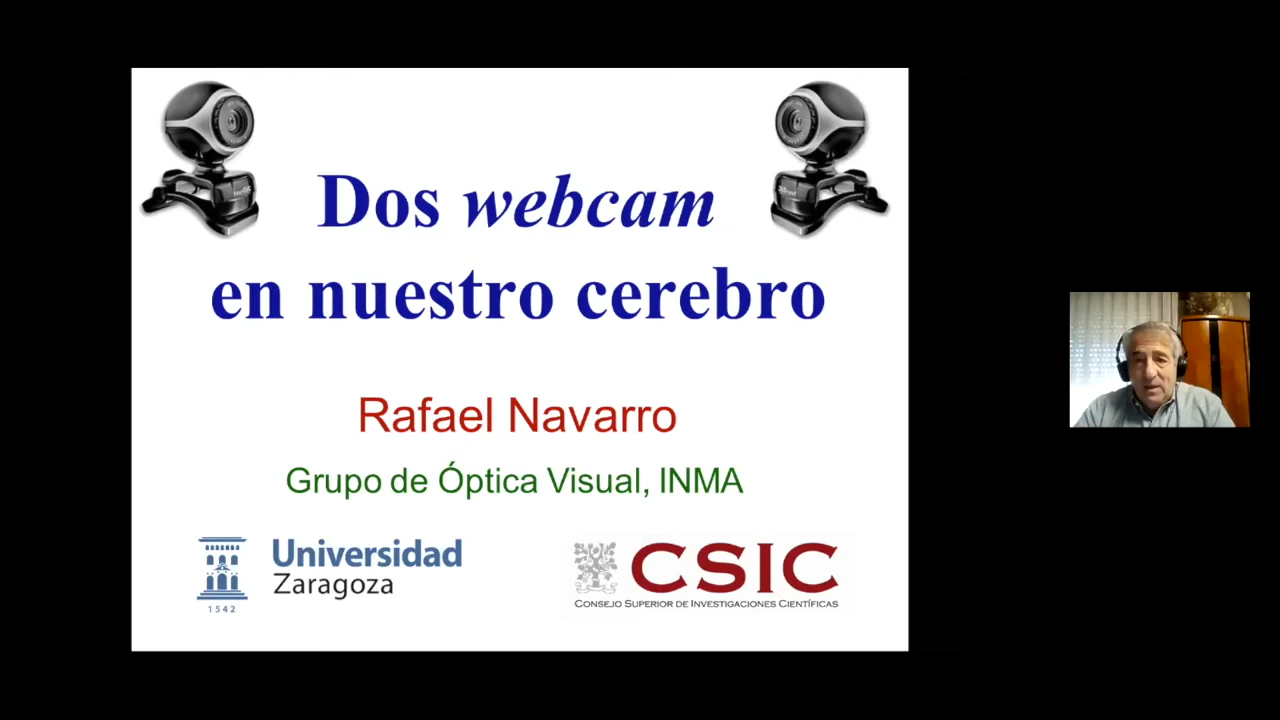 Dos webcam
en nuestro cerebro
Rafael Navarro
Grupo de Óptica Visual, INMA
Universidad
Zaragoza
1542
CSIC
CONSEJO SUPERIOR DE INVESTIGACIONES CIENTÍFICAS